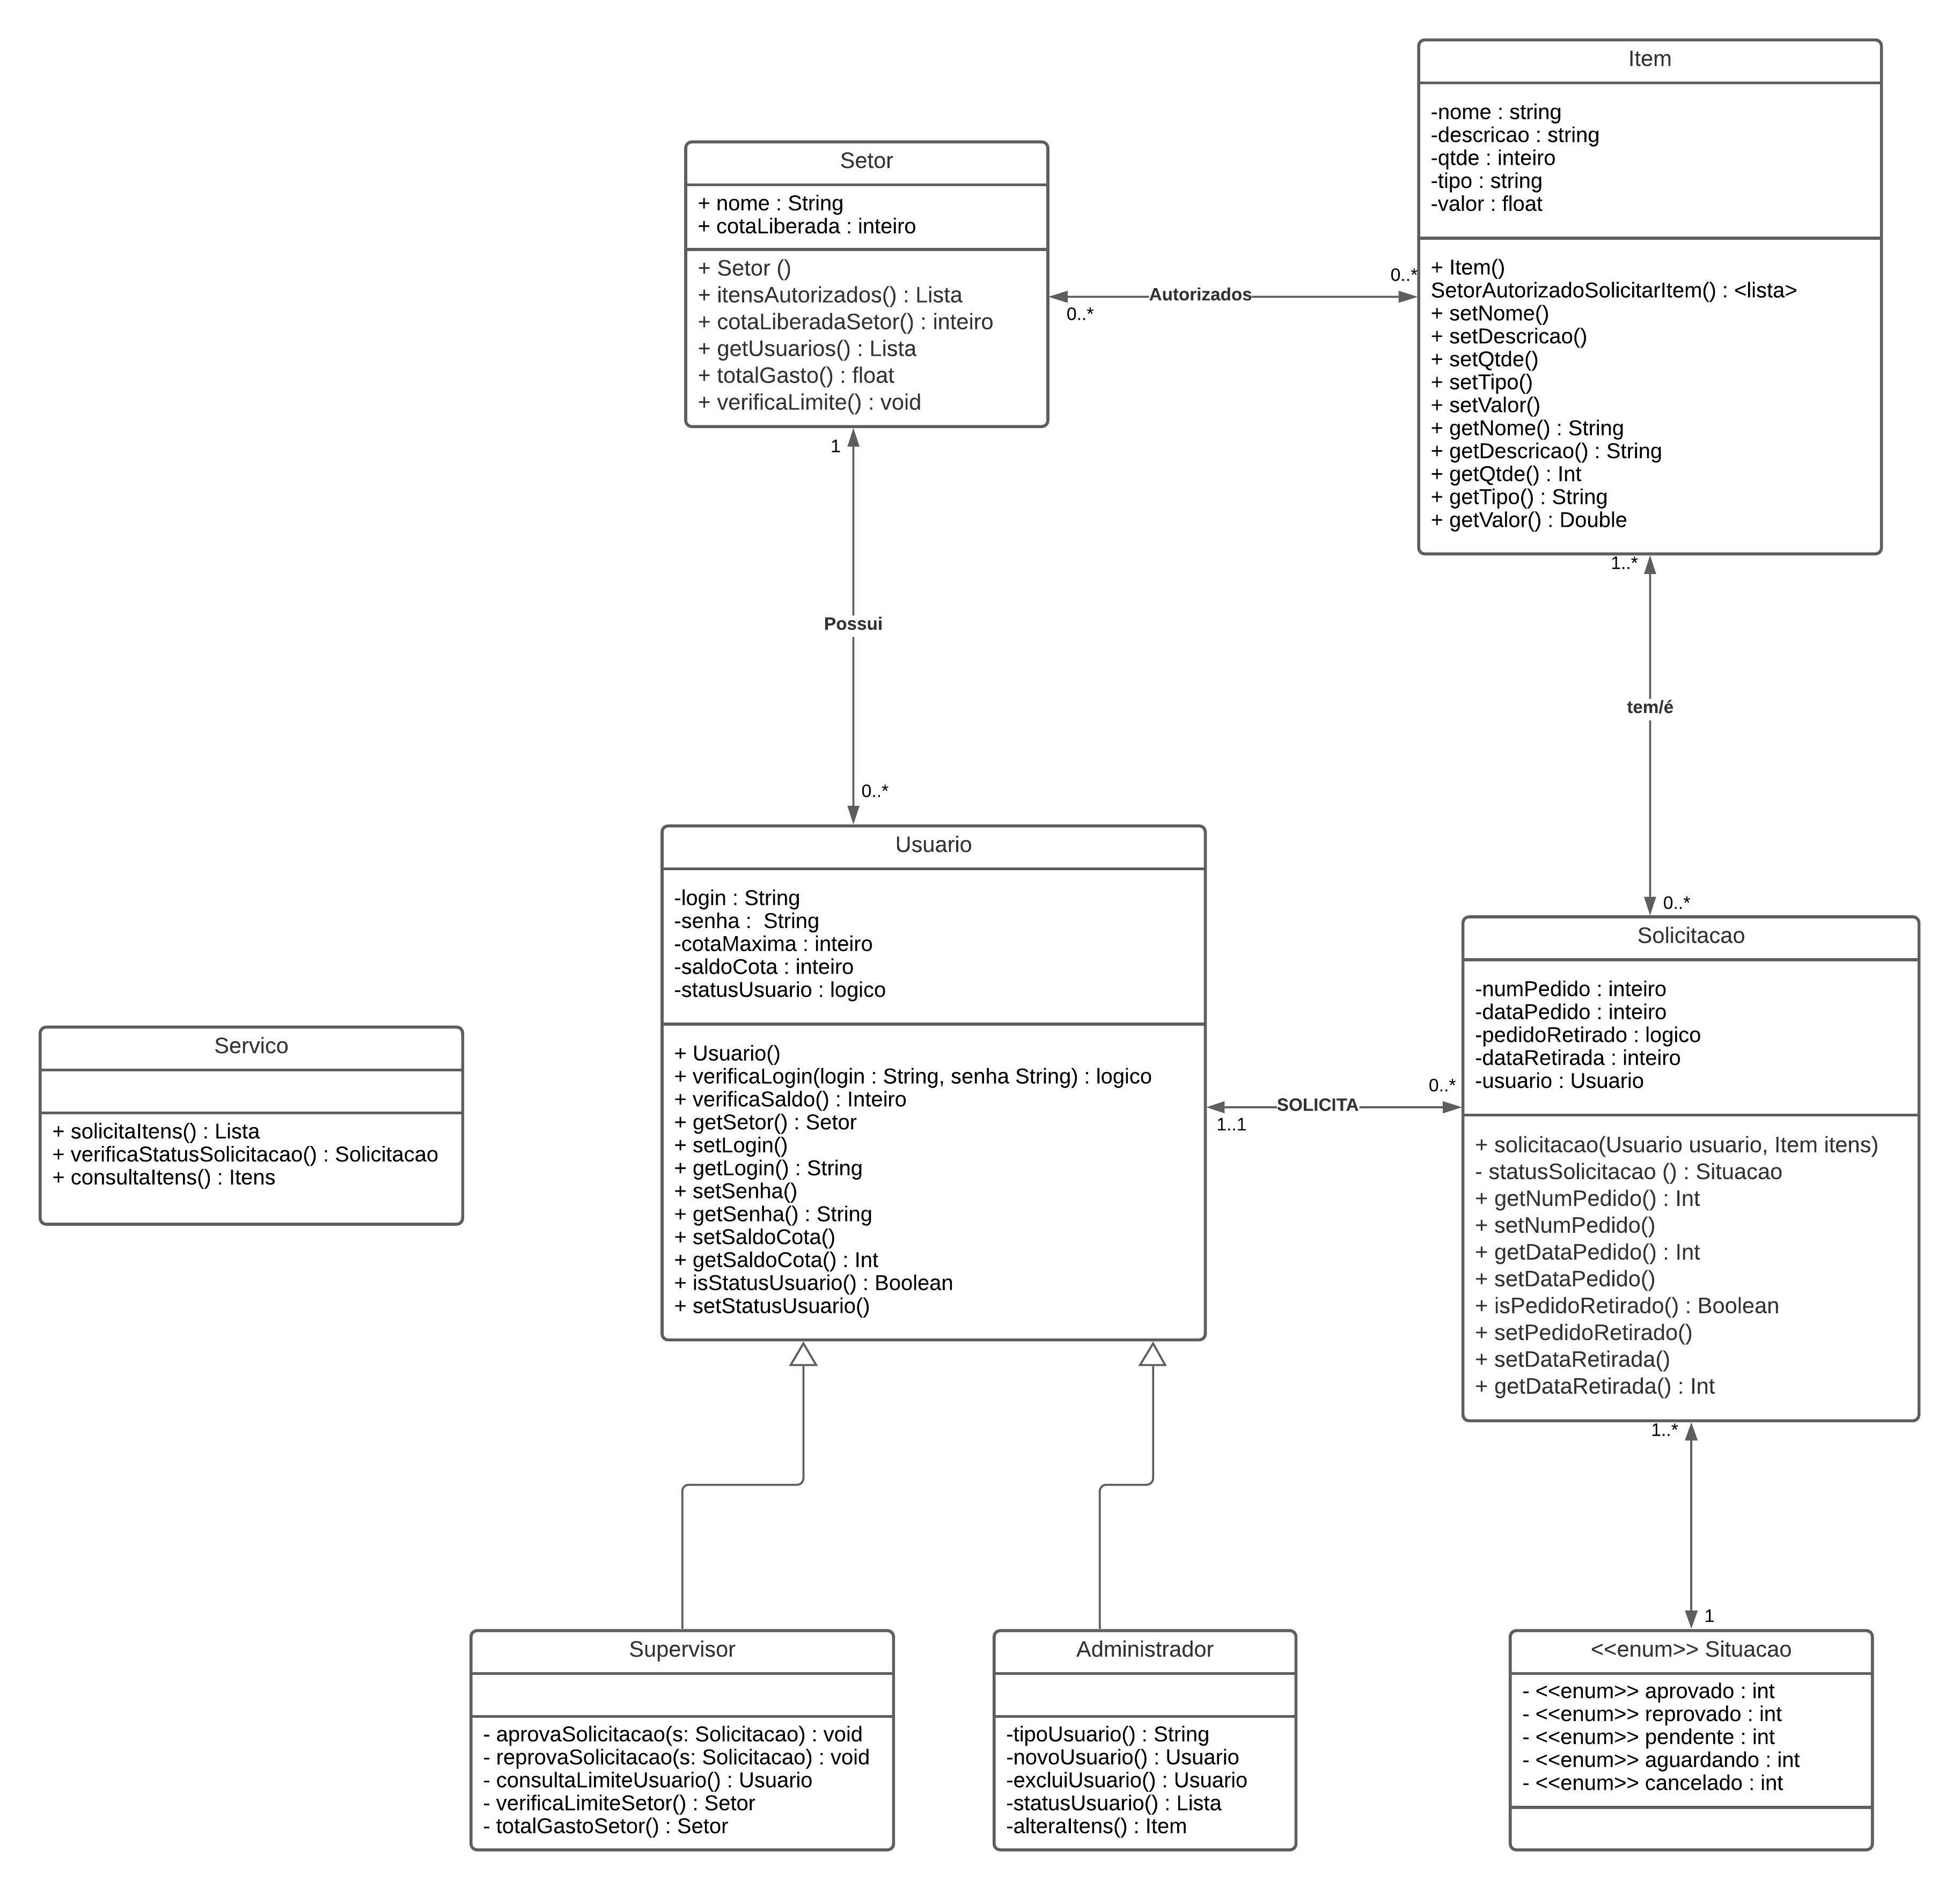 Item
-nome : string
-descricao : string
-qtde : inteiro
-tipo : string
-valor : float
+ Item()
SetorAutorizadoSolicitarItem() : <lista>
+ setNome()
+ setDescricao()
+ setQtde()
+ setTipo()
+ setValor()
+ getNome() : String
+ getDescricao() : String
+ getQtde() : Int
+ getTipo() : String
+ getValor() : Double
Setor
+ nome : String
+ cotaLiberada : inteiro
+ Setor ()
+ itensAutorizados() : Lista
+ cotaLiberadaSetor() : inteiro
+ getUsuarios() : Lista
+ totalGasto() : float
+ verificaLimite() : void
0..*
Autorizados
0..*
1
Possui
0..*
1..*
tem/é
0..*
Usuario
-login : String
-senha :  String
-cotaMaxima : inteiro
-saldoCota : inteiro
-statusUsuario : logico
+ Usuario()
+ verificaLogin(login : String, senha String) : logico
+ verificaSaldo() : Inteiro
+ getSetor() : Setor
+ setLogin()
+ getLogin() : String
+ setSenha()
+ getSenha() : String
+ setSaldoCota()
+ getSaldoCota() : Int
+ isStatusUsuario() : Boolean
+ setStatusUsuario()
Solicitacao
-numPedido : inteiro
-dataPedido : inteiro
-pedidoRetirado : logico
-dataRetirada : inteiro
-usuario : Usuario
+ solicitacao(Usuario usuario, Item itens)
- statusSolicitacao () : Situacao
+ getNumPedido() : Int
+ setNumPedido()
+ getDataPedido() : Int
+ setDataPedido()
+ isPedidoRetirado() : Boolean
+ setPedidoRetirado()
+ setDataRetirada()
+ getDataRetirada() : Int
0..*
SOLICITA
1..1
Servico
+ solicitaItens() : Lista
+ verificaStatusSolicitacao() : Solicitacao
+ consultaItens() : Itens
1..*
1
Supervisor
- aprovaSolicitacao(s: Solicitacao) : void
- reprovaSolicitacao(s: Solicitacao) : void
- consultaLimiteUsuario() : Usuario
- verificaLimiteSetor() : Setor
- totalGastoSetor() : Setor
Administrador
-tipoUsuario() : String
-novoUsuario() : Usuario
-excluiUsuario() : Usuario
-statusUsuario() : Lista
-alteraItens() : Item
<<enum>> Situacao
- <<enum>> aprovado : int
- <<enum>> reprovado : int
- <<enum>> pendente : int
- <<enum>> aguardando : int
- <<enum>> cancelado : int